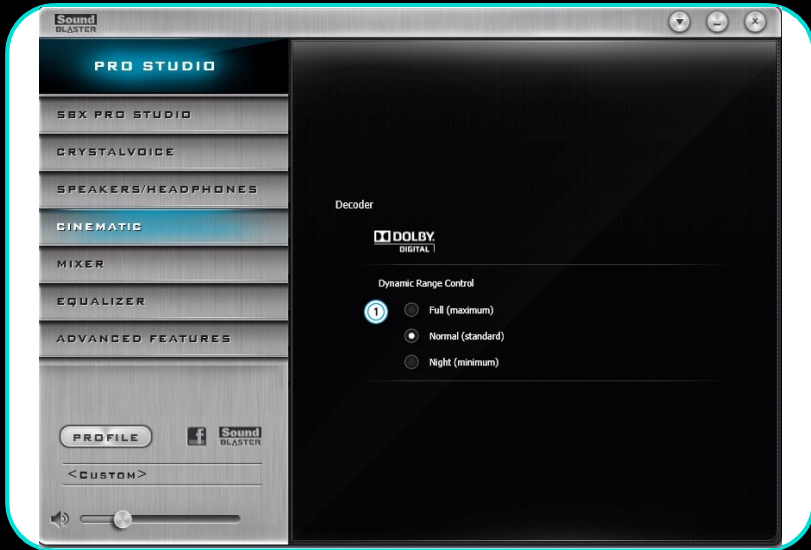 Sound
BLASTER
PRO STUDIO
SBX PRO STUDIO
CRYSTALVOICE
SPEAKERS/HEADPHONES
CINEMATIC
MIXER
EQUALIZER
ADVANCED FEATURES
PROFILE
f
Sound
BLASTER
<CUSTOM>
Decoder
DOLBY
DIGITAL
Dynamic Range Control
1
Full (maximum)
Normal (standard)
Night (minimum)